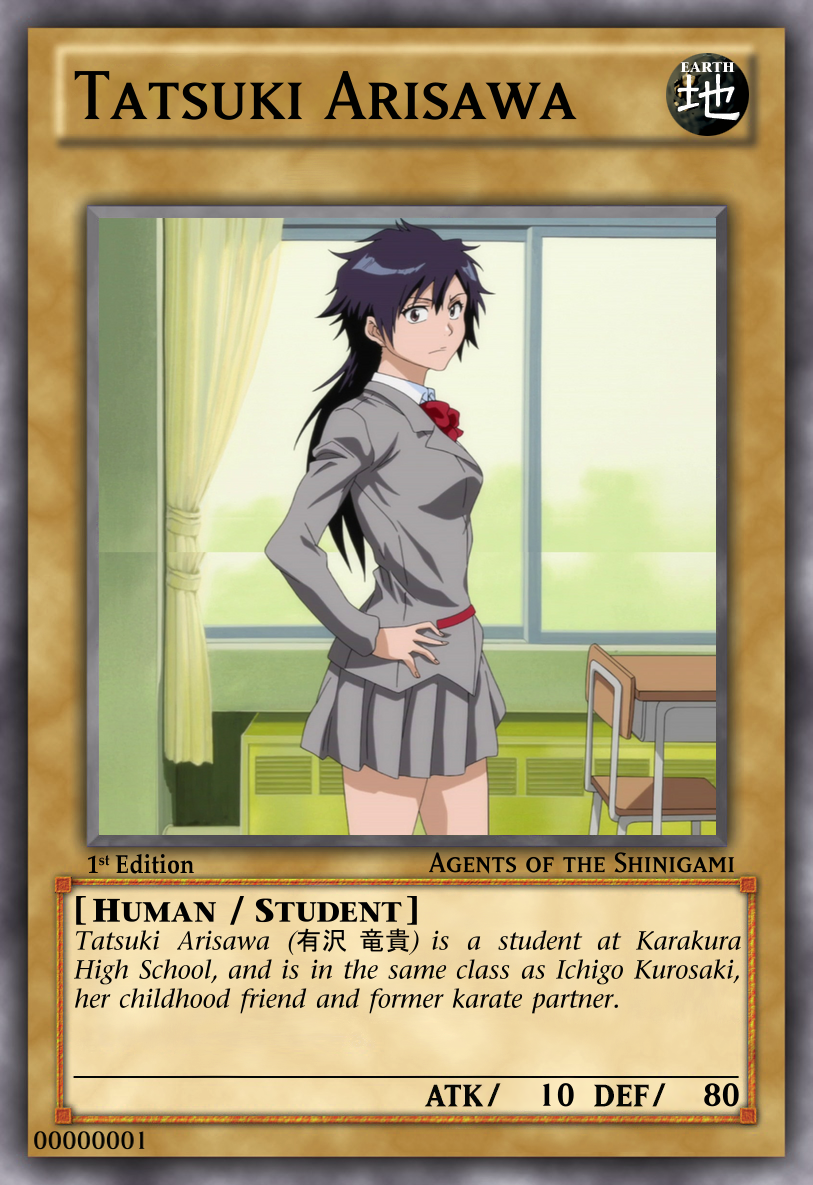 Tatsuki Arisawa
EARTH
地
1st Edition
Agents of the Shinigami
[ Human / Student ]
Tatsuki Arisawa (有沢 竜貴) is a student at Karakura
High School, and is in the same class as Ichigo Kurosaki,
her childhood friend and former karate partner.
ATK/ 10 DEF/ 80
00000001